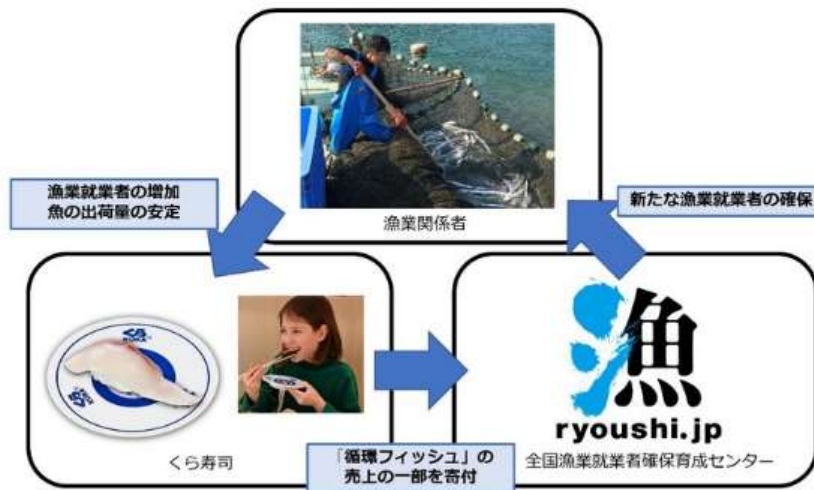 漁業関係者
漁業就業者の増加
魚の出荷量の安定
新たな漁業就業者の確保
くら寿司
「循環フィッシュ」の
売上の一部を寄付
漁
ryoushi.jp
全国漁業就業者確保育成センター